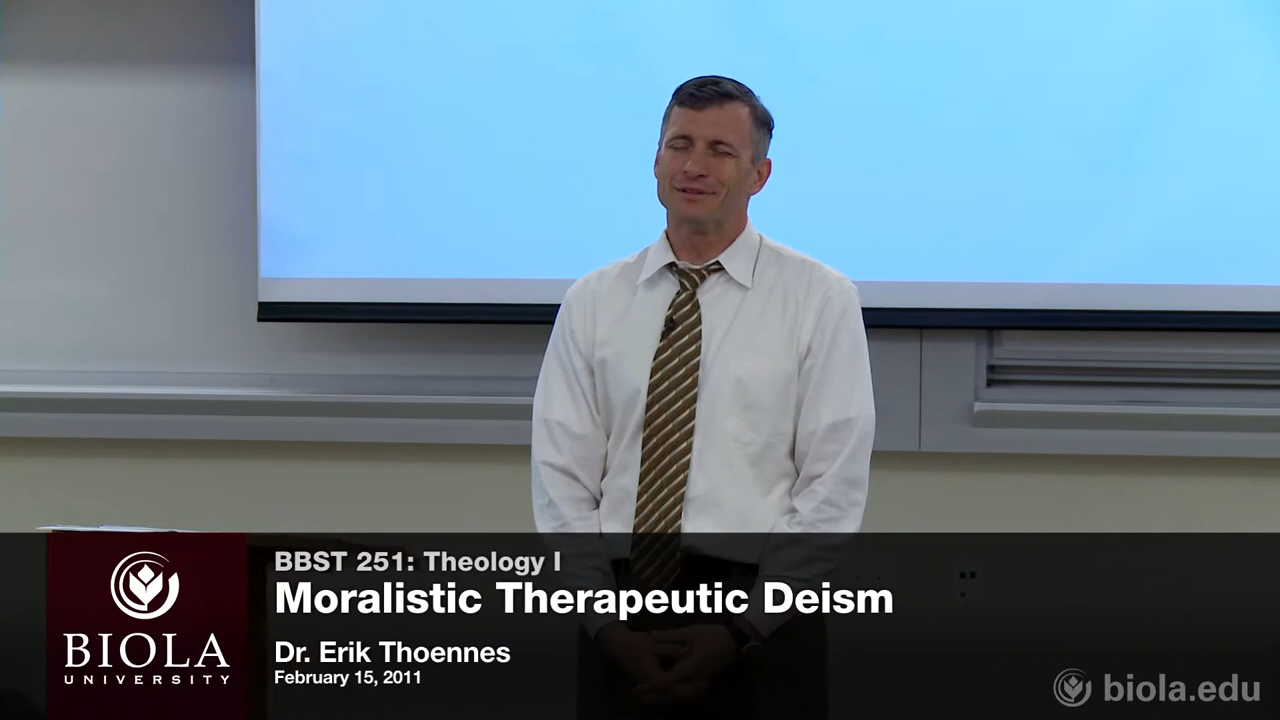 BBST 251: Theology I
Moralistic Therapeutic Deism
Dr. Erik Thoennes
February 15, 2011
BIOLA
UNIVERSITY
biola.edu